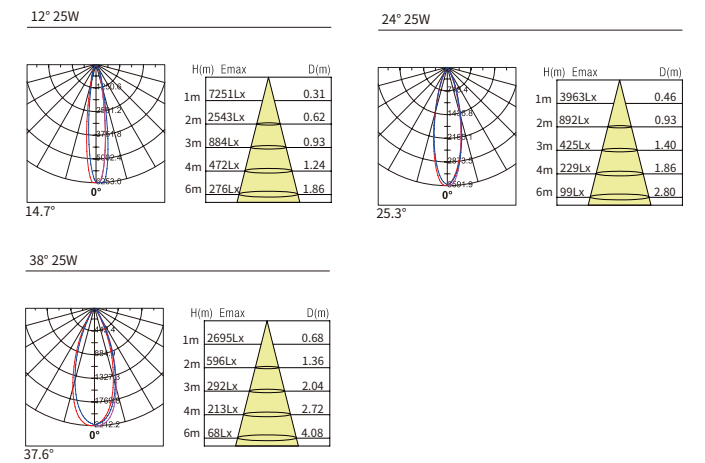 12° 25W
H(m) Emax D(m)
1m 7251Lx 0.31
2m 2543Lx 0.62
3m 884Lx 0.93
4m 472Lx 1.24
6m 276Lx 1.86
0°
14.7°
24° 25W
H(m) Emax D(m)
1m 3963Lx 0.46
2m 892Lx 0.93
3m 425Lx 1.40
4m 229Lx 1.86
6m 99Lx 2.80
0°
25.3°
38° 25W
H(m) Emax D(m)
1m 2695Lx 0.68
2m 596Lx 1.36
3m 292Lx 2.04
4m 213Lx 2.72
6m 68Lx 4.08
0°
37.6°